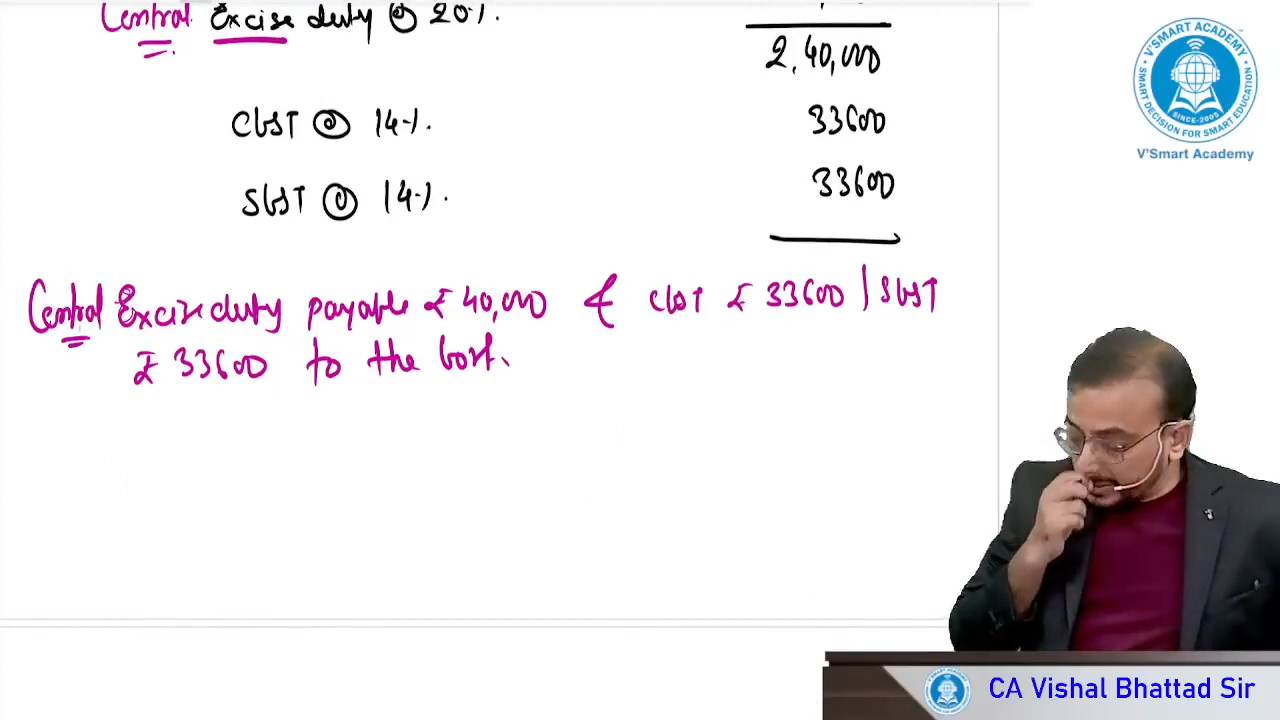 Central Excise duty @ 20%.
2,40,000
CGST @ 14%. 33600
SGST @ 14%. 33600
Central Excise duty payable ₹ 40,000 & CGST ₹ 33600 / SGST
₹ 33600 to the Govt.
V'SMART ACADEMY
SMART DECISION FOR SMART EDUCATION
SINCE-2005
V'Smart Academy
CA Vishal Bhattad Sir